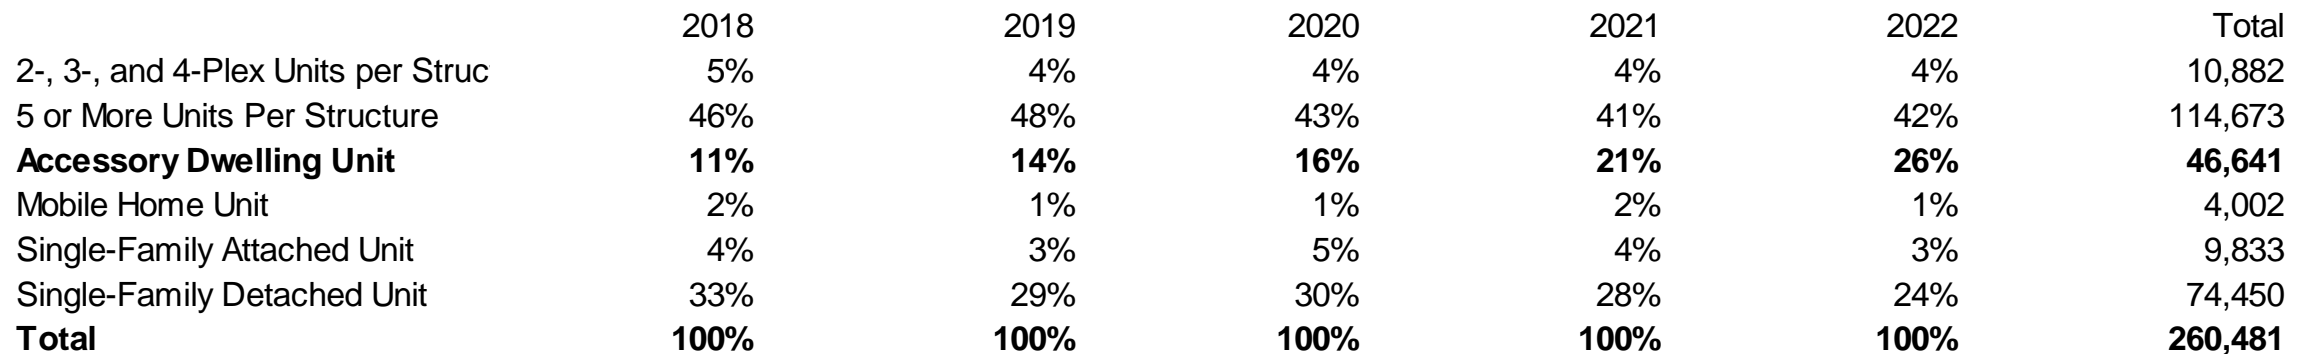 2018 2019 2020 2021 2022 Total
2-, 3-, and 4-Plex Units per Struc 5% 4% 4% 4% 4% 10,882
5 or More Units Per Structure 46% 48% 43% 41% 42% 114,673
Accessory Dwelling Unit 11% 14% 16% 21% 26% 46,641
Mobile Home Unit 2% 1% 1% 2% 1% 4,002
Single-Family Attached Unit 4% 3% 5% 4% 3% 9,833
Single-Family Detached Unit 33% 29% 30% 28% 24% 74,450
Total 100% 100% 100% 100% 100% 260,481